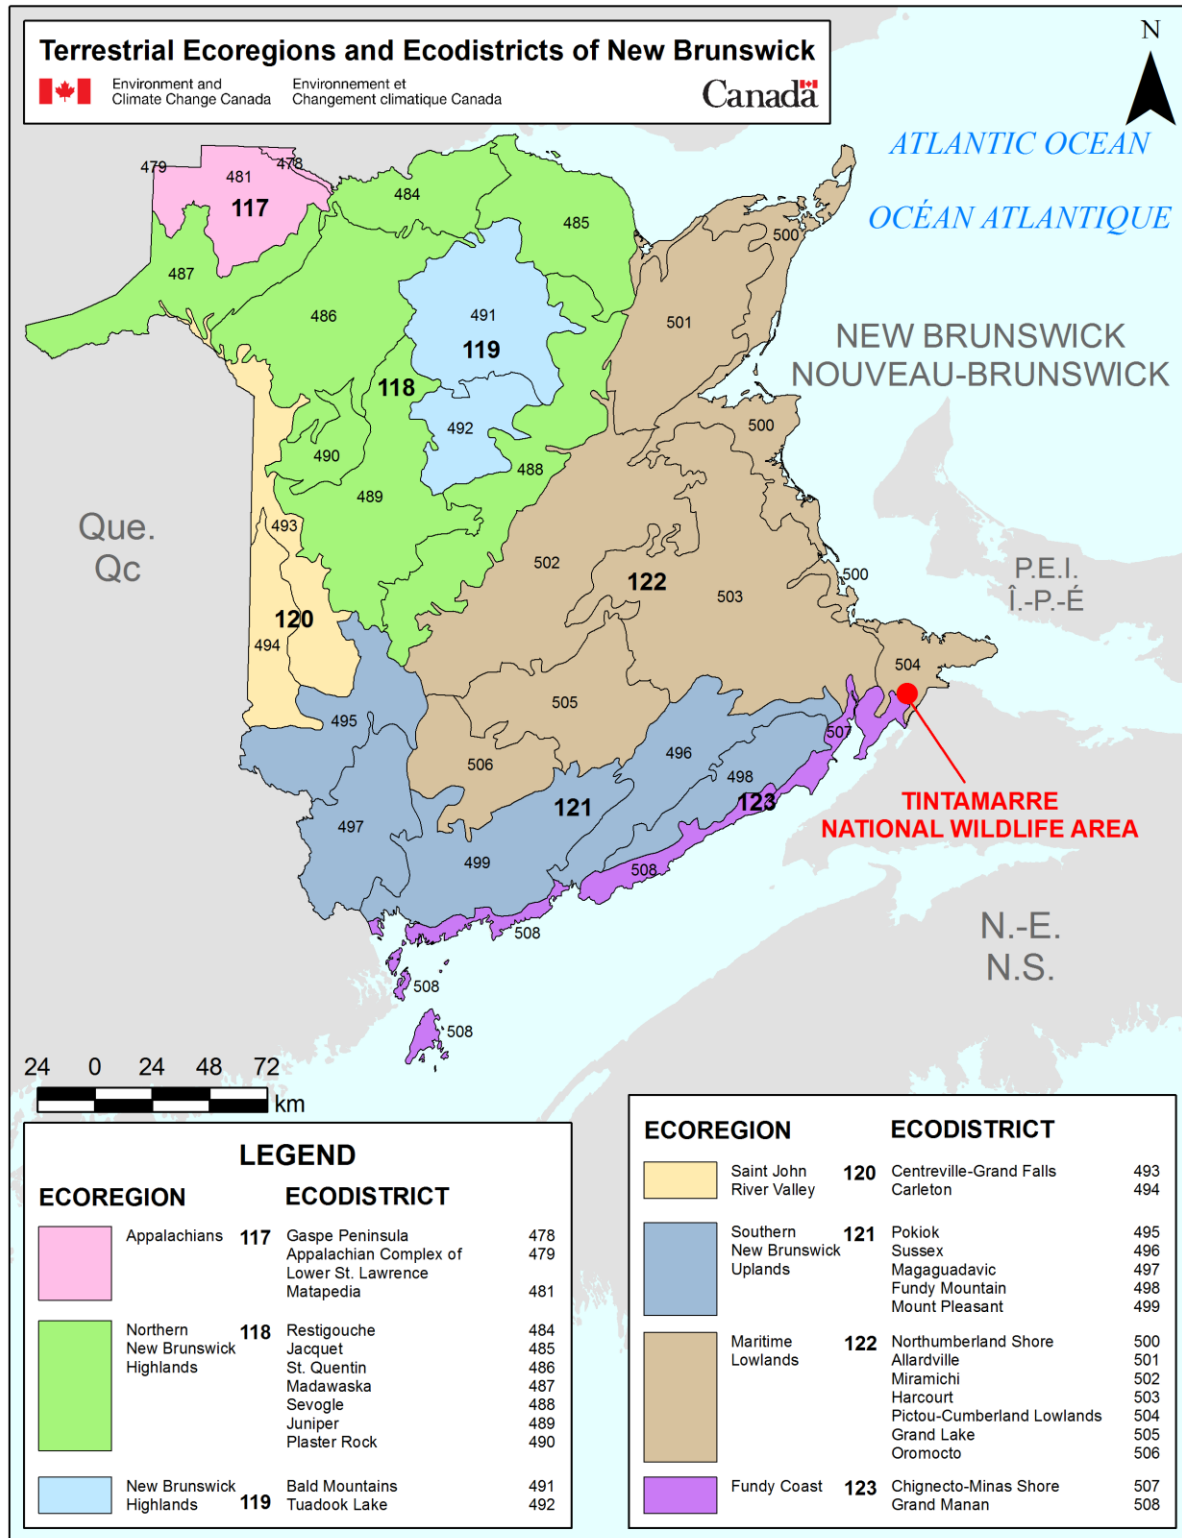 Terrestrial Ecoregions and Ecodistricts of New Brunswick
Environment and Environnement et
Climate Change Canada Changement climatique Canada
Canada
N
ATLANTIC OCEAN
OCÉAN ATLANTIQUE
479
478
481
117
484
485
500
487
486
491
501
119
NEW BRUNSWICK
NOUVEAU-BRUNSWICK
118
492
500
490
488
489
Que.
Qc
493
502
122
503
500
P.E.I.
Î.-P.-É
120
494
504
495
505
496
507
506
498
TINTAMARRE
NATIONAL WILDLIFE AREA
121
123
497
499
508
508
N.-E.
N.S.
508
508
24 0 24 48 72
km
LEGEND
ECOREGION ECODISTRICT
Appalachians 117 Gaspe Peninsula 478
Appalachian Complex of 479
Lower St. Lawrence
Matapedia 481
Northern 118 Restigouche 484
New Brunswick Jacquet 485
Highlands St. Quentin 486
Madawaska 487
Sevogle 488
Juniper 489
Plaster Rock 490
New Brunswick Bald Mountains 491
Highlands 119 Tuadook Lake 492
ECOREGION ECODISTRICT
Saint John 120 Centreville-Grand Falls 493
River Valley Carleton 494
Southern 121 Pokiok 495
New Brunswick Sussex 496
Uplands Magaguadavic 497
Fundy Mountain 498
Mount Pleasant 499
Maritime 122 Northumberland Shore 500
Lowlands Allardville 501
Miramichi 502
Harcourt 503
Pictou-Cumberland Lowlands 504
Grand Lake 505
Oromocto 506
Fundy Coast 123 Chignecto-Minas Shore 507
Grand Manan 508